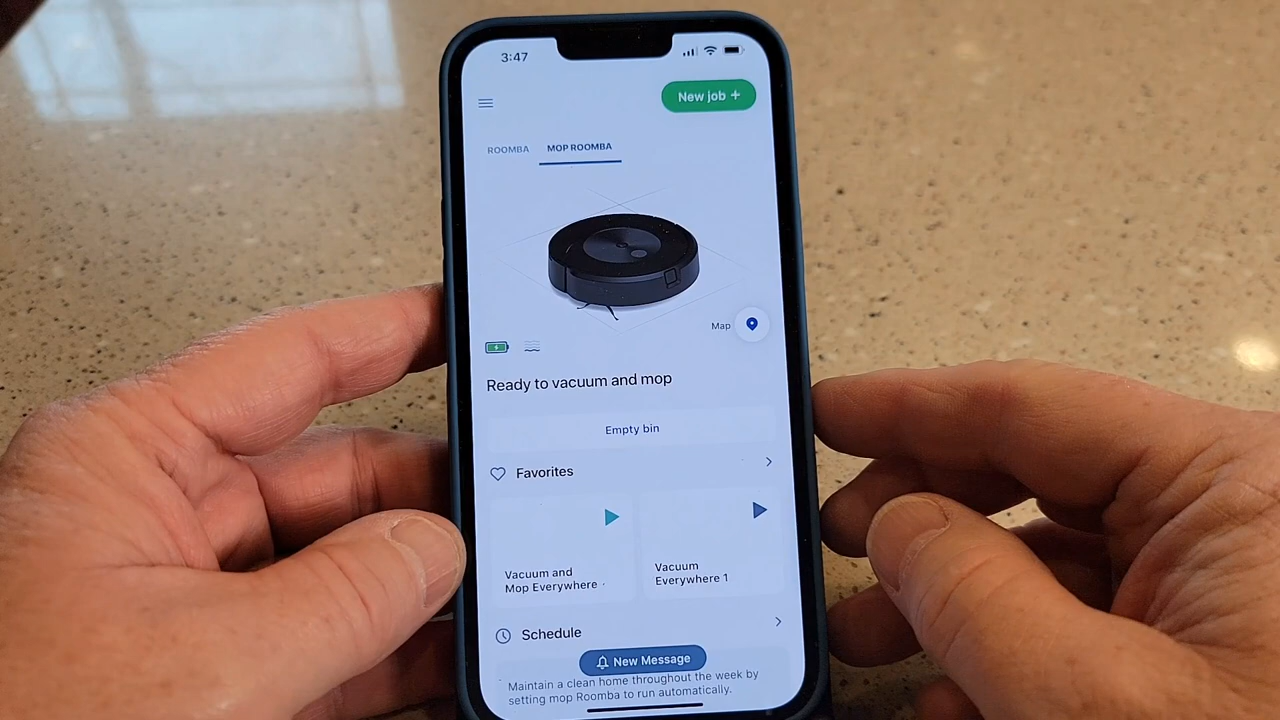 3:47
New job +
ROOMBA
MOP ROOMBA
Map
Ready to vacuum and mop
Empty bin
Favorites
Vacuum and
Mop Everywhere
Vacuum
Everywhere 1
Schedule
New Message
Maintain a clean home throughout the week by
setting mop Roomba to run automatically.